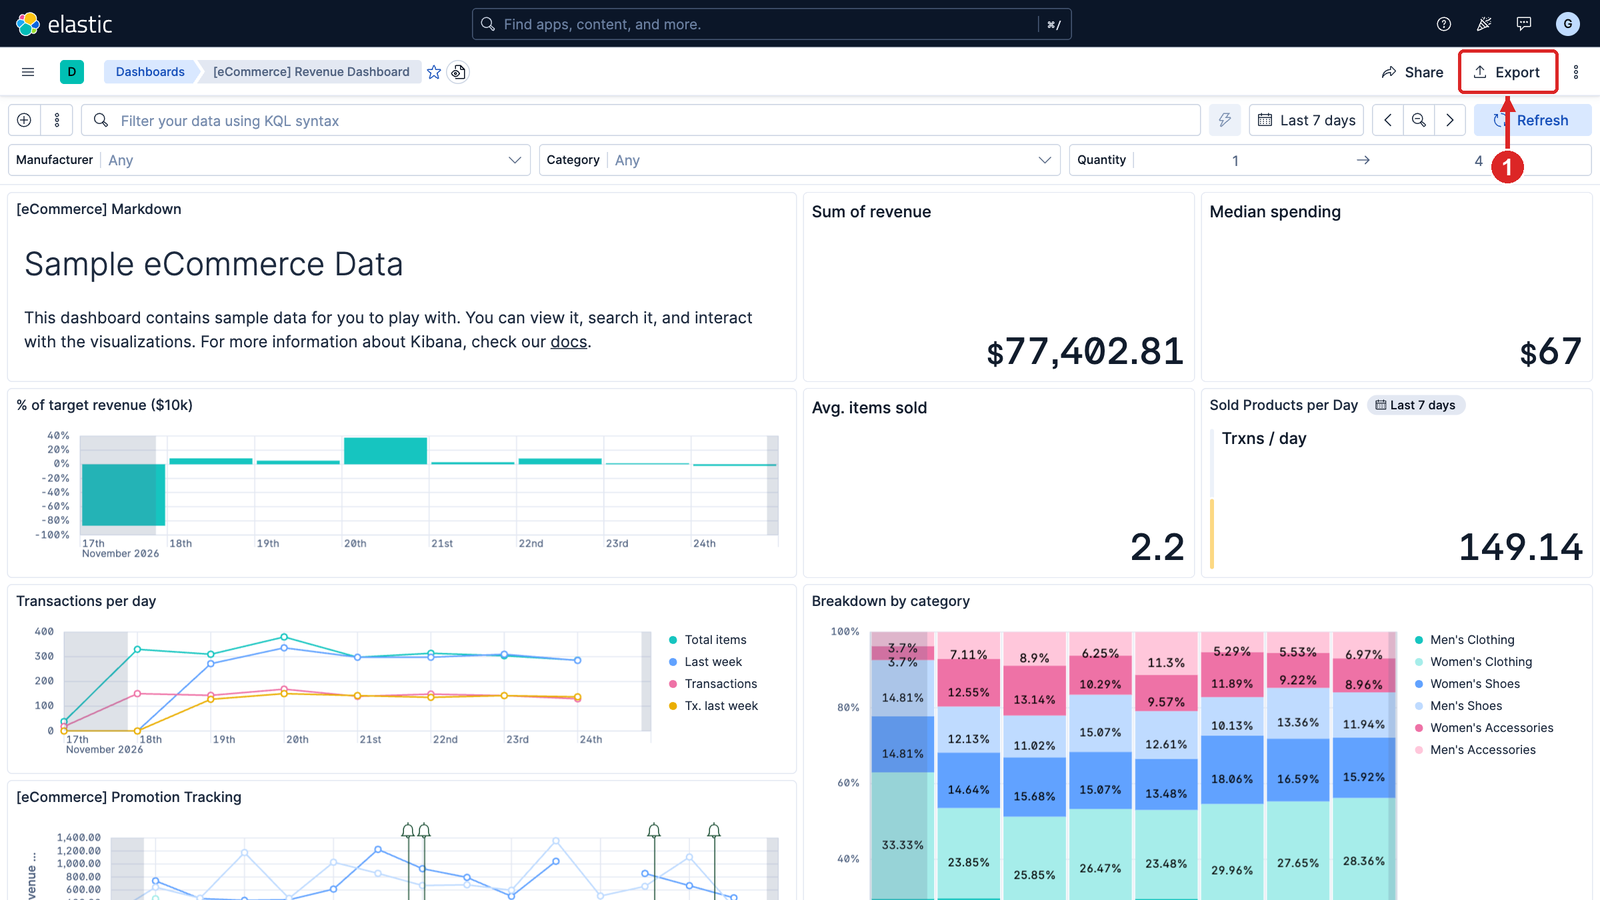 elastic
Find apps, content, and more.
⌘/
G
D
Dashboards
[eCommerce] Revenue Dashboard
Share
Export
Filter your data using KQL syntax
Last 7 days
Refresh
Manufacturer Any
Category Any
Quantity 1 → 4
1
[eCommerce] Markdown
Sample eCommerce Data
This dashboard contains sample data for you to play with. You can view it, search it, and interact
with the visualizations. For more information about Kibana, check our docs.
Sum of revenue
$77,402.81
Median spending
$67
% of target revenue ($10k)
40%
20%
0%
-20%
-40%
-60%
-80%
-100%
17th 18th 19th 20th 21st 22nd 23rd 24th
November 2026
Avg. items sold
2.2
Sold Products per Day Last 7 days
Trxns / day
149.14
Transactions per day
400
300
200
100
0
17th 18th 19th 20th 21st 22nd 23rd 24th
November 2026
Total items
Last week
Transactions
Tx. last week
Breakdown by category
100%
80%
60%
40%
3.7%
3.7%
14.81%
14.81%
33.33%
7.11%
12.55%
12.13%
14.64%
23.85%
8.9%
13.14%
11.02%
15.68%
25.85%
6.25%
10.29%
15.07%
15.07%
26.47%
11.3%
9.57%
12.61%
13.48%
23.48%
5.29%
11.89%
10.13%
18.06%
29.96%
5.53%
9.22%
13.36%
16.59%
27.65%
6.97%
8.96%
11.94%
15.92%
28.36%
Men's Clothing
Women's Clothing
Women's Shoes
Men's Shoes
Women's Accessories
Men's Accessories
[eCommerce] Promotion Tracking
1,400.00
1,200.00
1,000.00
800.00
600.00